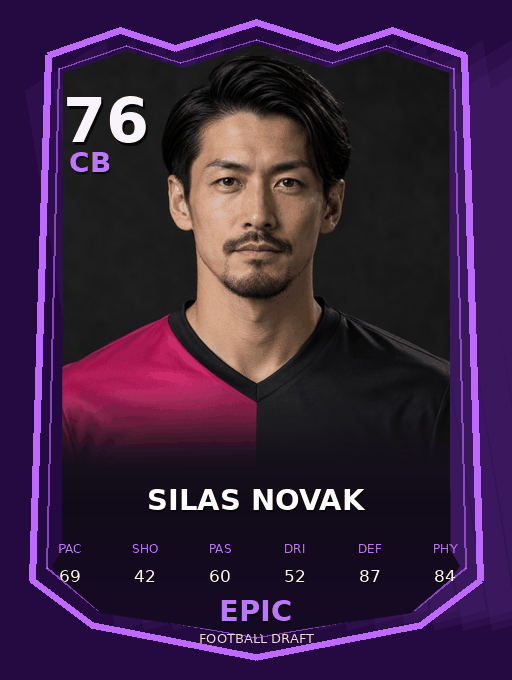 76
CB
SILAS NOVAK
PAC SHO PAS DRI DEF PHY
69 42 60 52 87 84
EPIC
FOOTBALL DRAFT